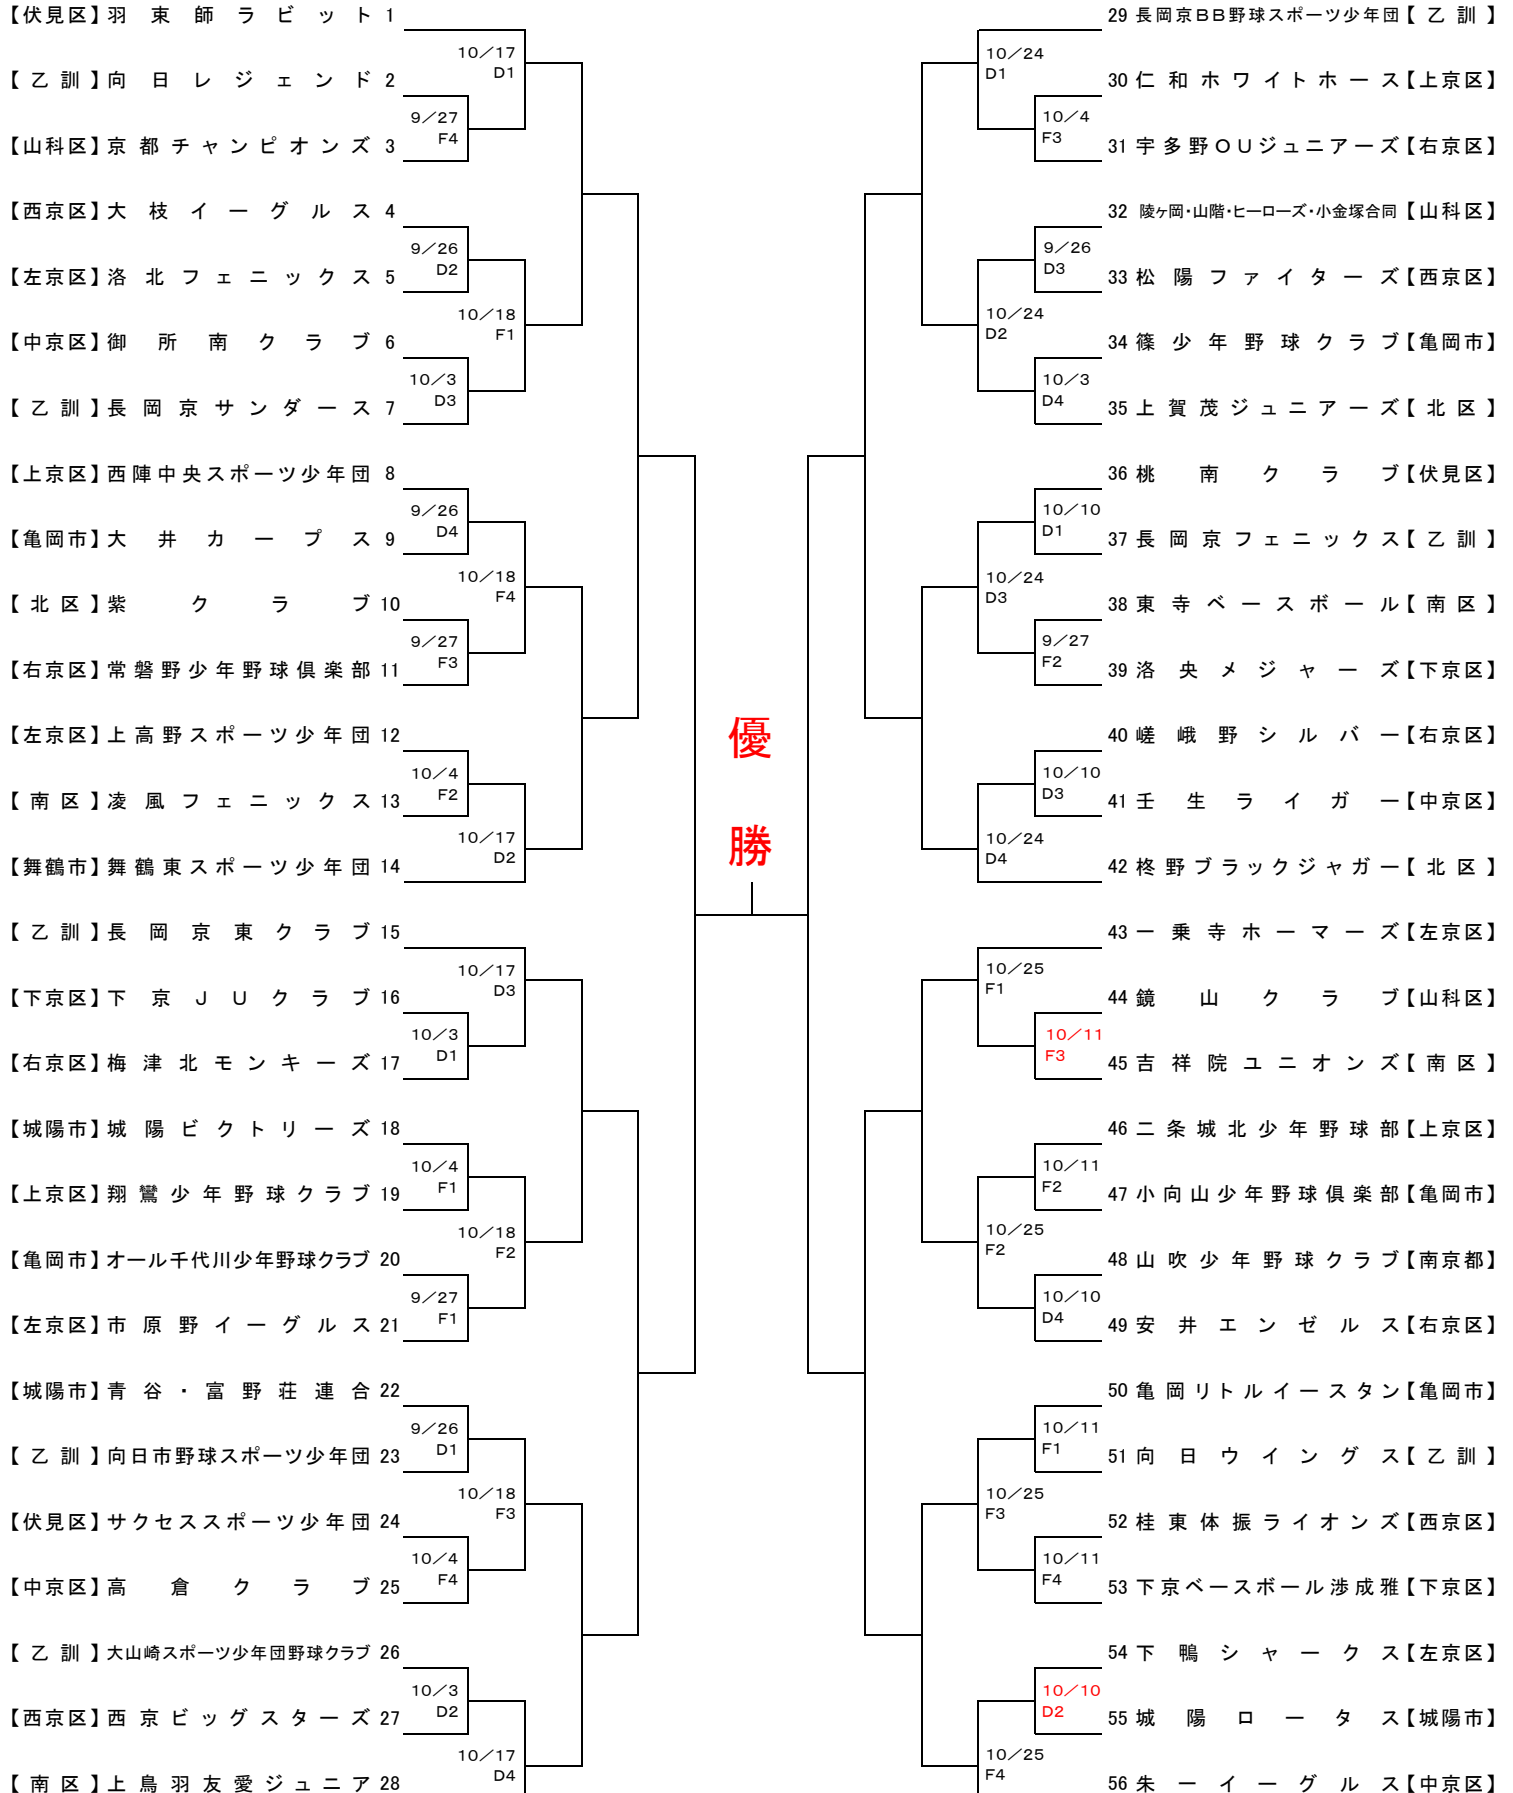 【伏見区】羽束師ラビット 1
10/17
D1
【乙訓】向日レジェンド 2
9/27
F4
【山科区】京都チャンピオンズ 3
【西京区】大枝イーグルス 4
9/26
D2
【左京区】洛北フェニックス 5
10/18
F1
【中京区】御所南クラブ 6
10/3
D3
【乙訓】長岡京サンダース 7
【上京区】西陣中央スポーツ少年団 8
9/26
D4
【亀岡市】大井カープス 9
10/18
F4
【北区】紫クラブ 10
9/27
F3
【右京区】常磐野少年野球倶楽部 11
【左京区】上高野スポーツ少年団 12
10/4
F2
【南区】凌風フェニックス 13
10/17
D2
【舞鶴市】舞鶴東スポーツ少年団 14
【乙訓】長岡京東クラブ 15
10/17
D3
【下京区】下京JUクラブ 16
10/3
D1
【右京区】梅津北モンキーズ 17
【城陽市】城陽ビクトリーズ 18
10/4
F1
【上京区】翔鸞少年野球クラブ 19
10/18
F2
【亀岡市】オール千代川少年野球クラブ 20
9/27
F1
【左京区】市原野イーグルス 21
【城陽市】青谷・富野荘連合 22
9/26
D1
【乙訓】向日市野球スポーツ少年団 23
10/18
F3
【伏見区】サクセススポーツ少年団 24
10/4
F4
【中京区】高倉クラブ 25
【乙訓】大山崎スポーツ少年団野球クラブ 26
10/3
D2
【西京区】西京ビッグスターズ 27
10/17
D4
【南区】上鳥羽友愛ジュニア 28
優
勝
29 長岡京BB野球スポーツ少年団【乙訓】
10/24
D1
30 仁和ホワイトホース【上京区】
10/4
F3
31 宇多野OUジュニアーズ【右京区】
32 陵ヶ岡・山階・ヒーローズ・小金塚合同【山科区】
9/26
D3
33 松陽ファイターズ【西京区】
10/24
D2
34 篠少年野球クラブ【亀岡市】
10/3
D4
35 上賀茂ジュニアーズ【北区】
36 桃南クラブ【伏見区】
10/10
D1
37 長岡京フェニックス【乙訓】
10/24
D3
38 東寺ベースボール【南区】
9/27
F2
39 洛央メジャーズ【下京区】
40 嵯峨野シルバー【右京区】
10/10
D3
41 壬生ライガー【中京区】
10/24
D4
42 柊野ブラックジャガー【北区】
43 一乗寺ホーマーズ【左京区】
10/25
F1
44 鏡山クラブ【山科区】
10/11
F3
45 吉祥院ユニオンズ【南区】
46 二条城北少年野球部【上京区】
10/11
F2
47 小向山少年野球倶楽部【亀岡市】
10/25
F2
48 山吹少年野球クラブ【南京都】
10/10
D4
49 安井エンゼルス【右京区】
50 亀岡リトルイースタン【亀岡市】
10/11
F1
51 向日ウイングス【乙訓】
10/25
F3
52 桂東体振ライオンズ【西京区】
10/11
F4
53 下京ベースボール渉成雅【下京区】
54 下鴨シャークス【左京区】
10/10
D2
55 城陽ロータス【城陽市】
10/25
F4
56 朱一イーグルス【中京区】